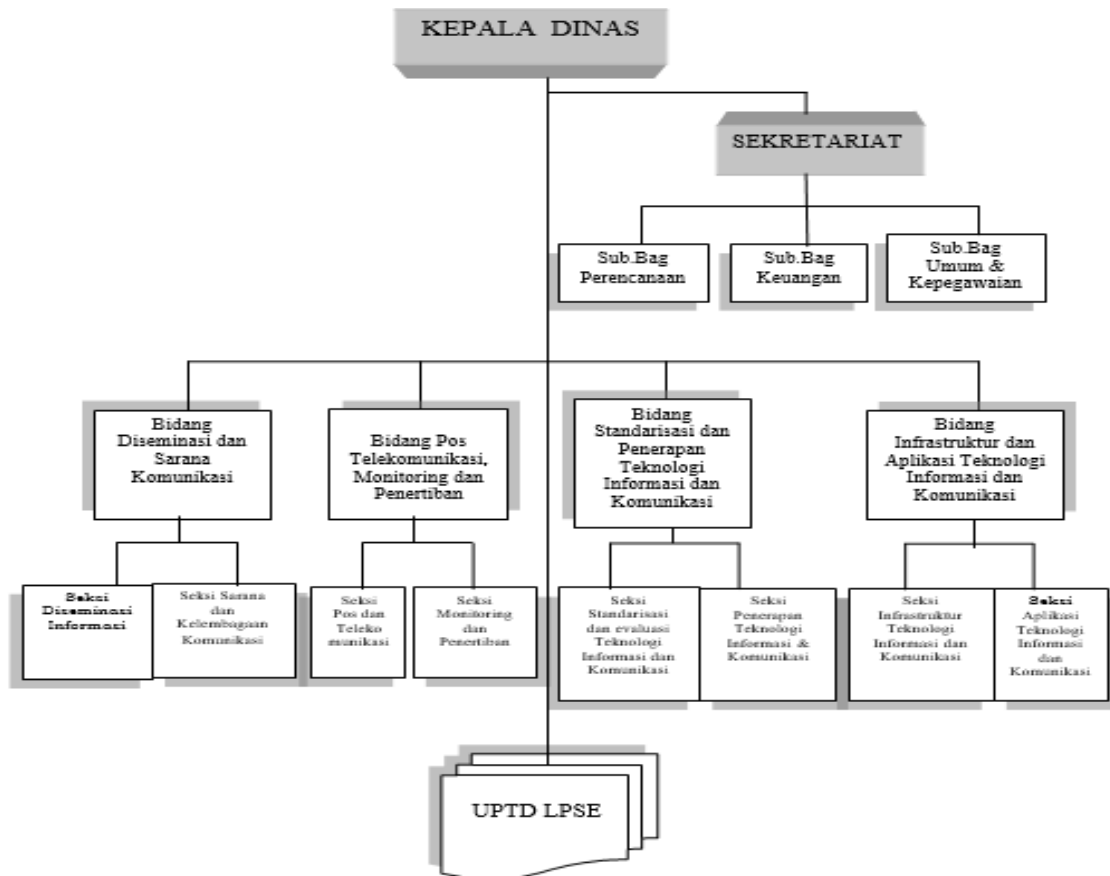 KEPALA DINAS
SEKRETARIAT
Sub.Bag
Perencanaan
Sub.Bag
Keuangan
Sub.Bag
Umum &
Kepegawaian
Bidang
Diseminasi dan
Sarana
Komunikasi
Bidang Pos
Telekomunikasi,
Monitoring dan
Penertiban
Bidang
Standarisasi dan
Penerapan
Teknologi
Informasi dan
Komunikasi
Bidang
Infrastruktur dan
Aplikasi Teknologi
Informasi dan
Komunikasi
Seksi
Diseminasi
Informasi
Seksi Sarana
dan
Kelembagaan
Komunikasi
Seksi
Pos dan
Teleko
munikasi
Seksi
Monitoring
dan
Penertiban
Seksi
Standarisasi
dan evaluasi
Teknologi
Informasi dan
Komunikasi
Seksi
Penerapan
Teknologi
Informasi &
Komunikasi
Seksi
Infrastruktur
Teknologi
Informasi dan
Komunikasi
Seksi
Aplikasi
Teknologi
Informasi
dan
Komunikasi
UPTD LPSE